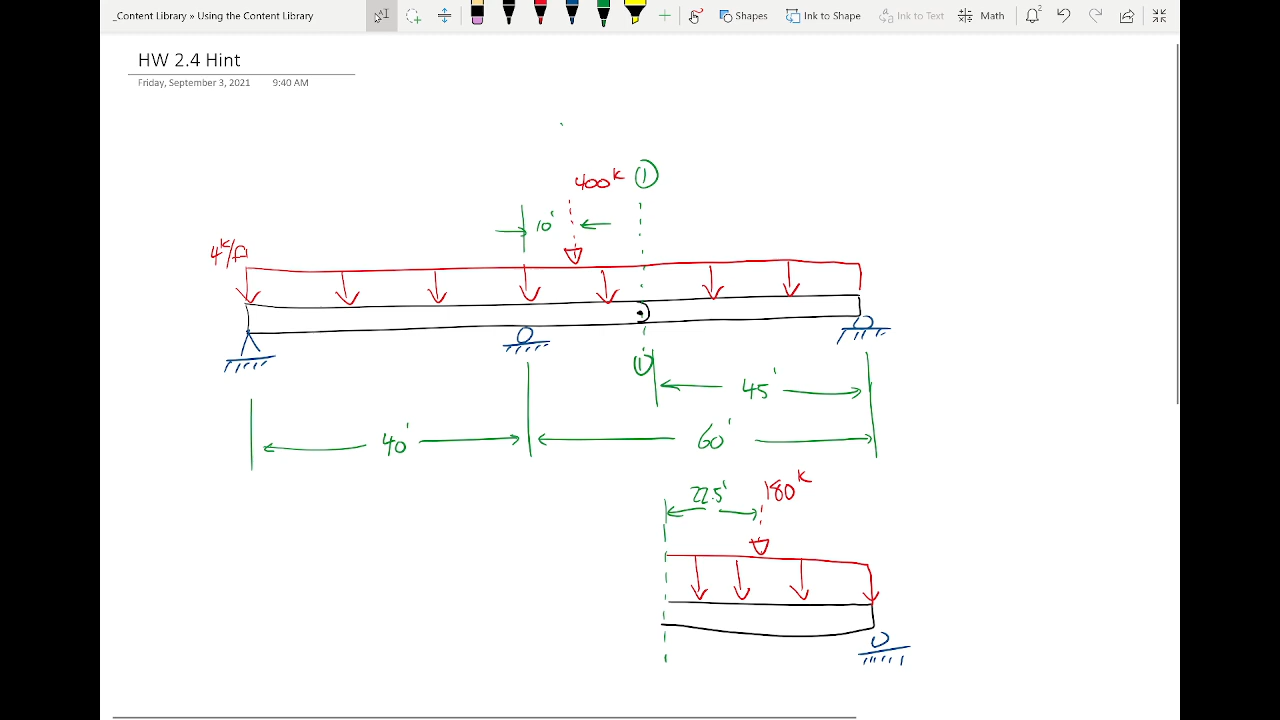 _Content Library » Using the Content Library
Shapes
Ink to Shape
Ink to Text
Math
HW 2.4 Hint
Friday, September 3, 2021 9:40 AM
400ᵏ
1
10'
4ᵏ/ft
1
45'
40'
60'
22.5'
180ᵏ